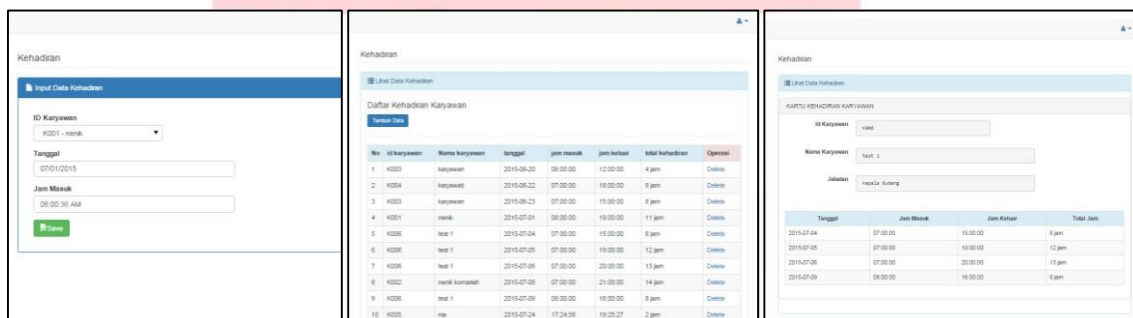 Kehadiran
Input Data Kehadiran
ID Karyawan
K001 - nenik
Tanggal
07/01/2015
Jam Masuk
08:00:36 AM
Save
Kehadiran
Lihat Data Kehadiran
Daftar Kehadiran Karyawan
Tambah Data
No id karyawan Nama karyawan tanggal jam masuk jam keluar total kehadiran Operasi
1 K003 karyawan 2015-06-20 08:00:00 12:00:00 4 jam Delete
2 K004 karyawati 2015-06-22 07:00:00 16:00:00 9 jam Delete
3 K003 karyawan 2015-06-23 07:00:00 15:00:00 8 jam Delete
4 K001 nenik 2015-07-01 08:00:00 19:00:00 11 jam Delete
5 K006 test 1 2015-07-04 07:00:00 15:00:00 8 jam Delete
6 K006 test 1 2015-07-05 07:00:00 19:00:00 12 jam Delete
7 K006 test 1 2015-07-06 07:00:00 20:00:00 13 jam Delete
8 K002 nenik komariah 2015-07-08 07:00:00 21:00:00 14 jam Delete
9 K006 test 1 2015-07-09 08:00:00 16:00:00 8 jam Delete
10 K005 nia 2015-07-24 17:24:58 19:25:27 2 jam Delete
Kehadiran
Lihat Data Kehadiran
KARTU KEHADIRAN KARYAWAN
Id Karyawan K006
Nama Karyawan test 1
Jabatan Kepala Gudang
Tanggal Jam Masuk Jam Keluar Total Jam
2015-07-04 07:00:00 15:00:00 8 jam
2015-07-05 07:00:00 19:00:00 12 jam
2015-07-06 07:00:00 20:00:00 13 jam
2015-07-09 08:00:00 16:00:00 8 jam